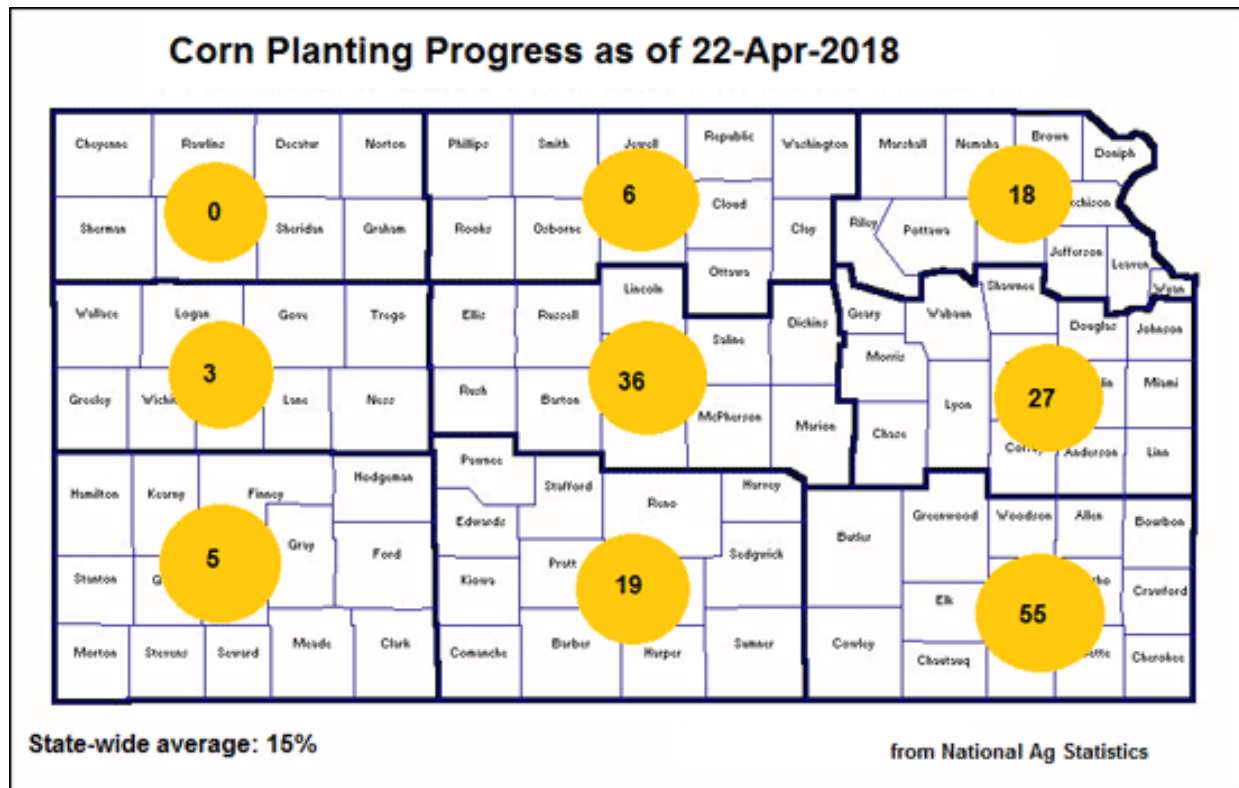 Corn Planting Progress as of 22-Apr-2018
Cheyenne Rawlins Decatur Norton Phillips Smith Jewell Republic Washington Marshall Nemaha Brown Doniph
0 6 18
Sherman Sheridan Graham Rooks Osborne Cloud Clay Riley Pottawa chison
Jefferson Leaven Wyan
Ottawa
Wallace Logan Gove Trego Ellis Russell Lincoln Saline Dickins Geary Wabaun Shawnee Douglas Johnson
3 36 27
Greeley Wichi Lane Ness Rush Barton McPherson Marion Morris Chase Lyon lin Miami
Coffey Anderson Linn
Hamilton Kearny Finney Hodgeman Pawnee Stafford Reno Harvey Butler Greenwood Woodson Allen Bourbon
5 19 55
Stanton G Gray Ford Edwards Kiowa Pratt Sedgwick Elk ho Crawford
Morton Stevens Seward Meade Clark Comanche Barber Harper Sumner Cowley Chautauq ette Cherokee
State-wide average: 15%
from National Ag Statistics